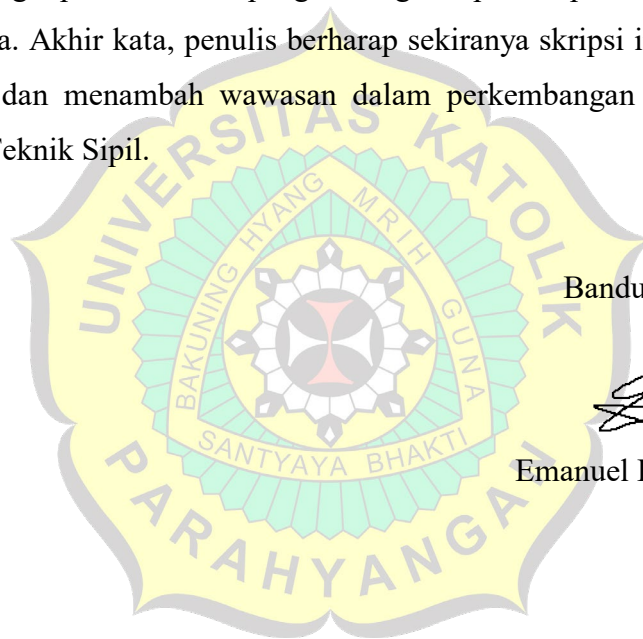 a. Akhir kata, penulis berharap sekiranya skripsi i
dan menambah wawasan dalam perkembangan
Teknik Sipil.
UNIVERSITAS KATOLIK
BAKUNING HYANG MRIH GUNA
SANTYAYA BHAKTI
PARAHYANGAN
Bandu
Emanuel